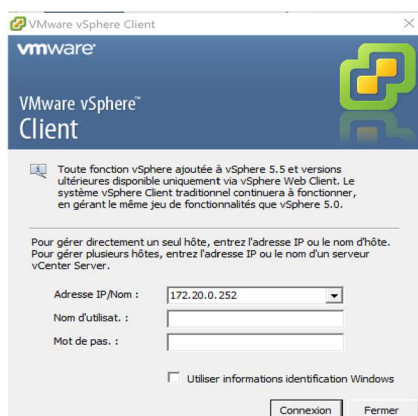 VMware vSphere Client
vmware
VMware vSphere™
Client
Toute fonction vSphere ajoutée à vSphere 5.5 et versions
ultérieures disponible uniquement via vSphere Web Client. Le
système vSphere Client traditionnel continuera à fonctionner,
en gérant le même jeu de fonctionnalités que vSphere 5.0.
Pour gérer directement un seul hôte, entrez l'adresse IP ou le nom d'hôte.
Pour gérer plusieurs hôtes, entrez l'adresse IP ou le nom d'un serveur
vCenter Server.
Adresse IP/Nom :
172.20.0.252
Nom d'utilisat. :
Mot de pas. :
Utiliser informations identification Windows
Connexion
Fermer